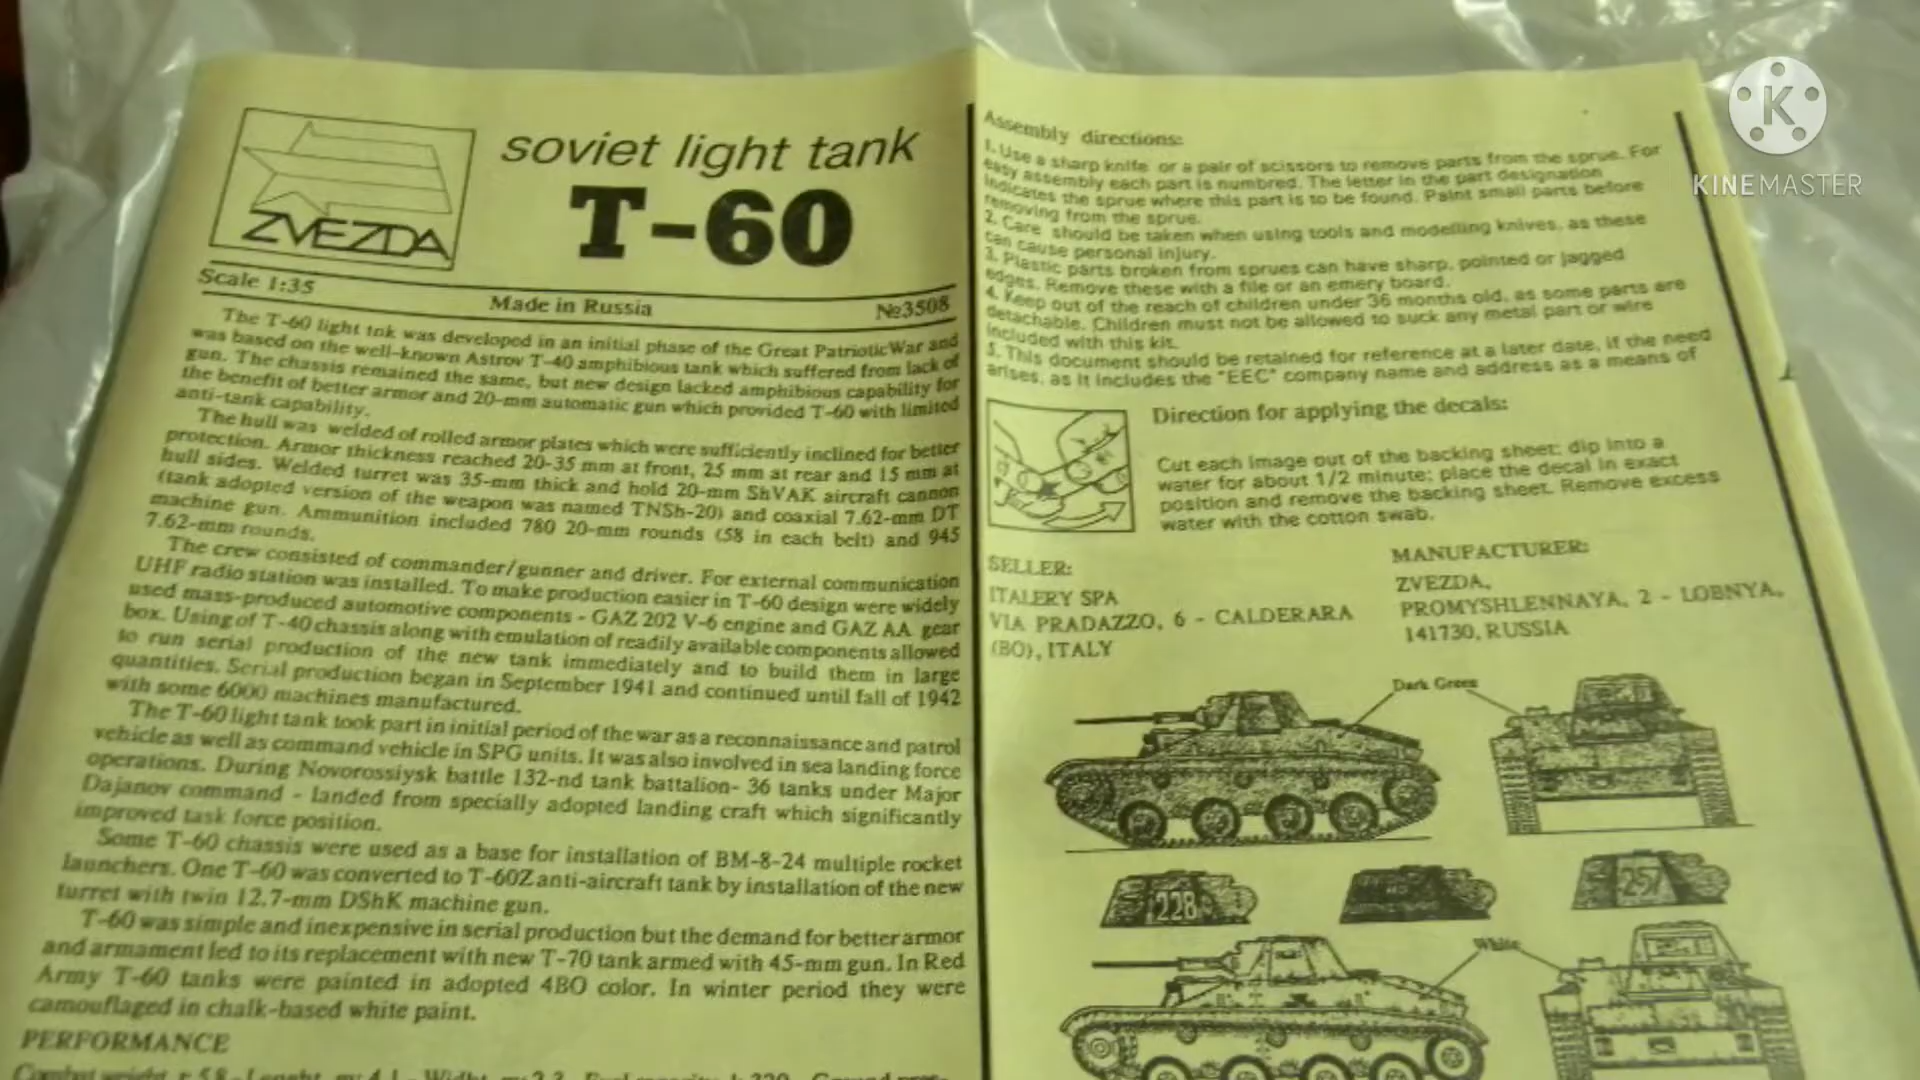 ZVEZDA
soviet light tank
T-60
Scale 1:35
Made in Russia
№3508
The T-60 light tnk was developed in an initial phase of the Great Patriotic War and
was based on the well-known Astrov T-40 amphibious tank which suffered from lack of
gun. The chassis remained the same, but new design lacked amphibious capability for
the benefit of better armor and 20-mm automatic gun which provided T-60 with limited
anti-tank capability.
The hull was welded of rolled armor plates which were sufficiently inclined for better
protection. Armor thickness reached 20-35 mm at front, 25 mm at rear and 15 mm at
hull sides. Welded turret was 35-mm thick and hold 20-mm ShVAK aircraft cannon
(tank adopted version of the weapon was named TNSh-20) and coaxial 7.62-mm DT
machine gun. Ammunition included 780 20-mm rounds (58 in each belt) and 945
7.62-mm rounds.
The crew consisted of commander/gunner and driver. For external communication
UHF radio station was installed. To make production easier in T-60 design were widely
used mass-produced automotive components - GAZ 202 V-6 engine and GAZ AA gear
box. Using of T-40 chassis along with emulation of readily available components allowed
to run serial production of the new tank immediately and to build them in large
quantities. Serial production began in September 1941 and continued until fall of 1942
with some 6000 machines manufactured.
The T-60 light tank took part in initial period of the war as a reconnaissance and patrol
vehicle as well as command vehicle in SPG units. It was also involved in sea landing force
operations. During Novorossiysk battle 132-nd tank battalion- 36 tanks under Major
Dajanov command - landed from specially adopted landing craft which significantly
improved task force position.
Some T-60 chassis were used as a base for installation of BM-8-24 multiple rocket
launchers. One T-60 was converted to T-60Z anti-aircraft tank by installation of the new
turret with twin 12.7-mm DShK machine gun.
T-60 was simple and inexpensive in serial production but the demand for better armor
and armament led to its replacement with new T-70 tank armed with 45-mm gun. In Red
Army T-60 tanks were painted in adopted 4BO color. In winter period they were
camouflaged in chalk-based white paint.
PERFORMANCE
Combat weight, t: 5.8 - Lenght, m: 4.1 - Widht, m: 2.3
Assembly directions:
1. Use a sharp knife or a pair of scissors to remove parts from the sprue. For
easy assembly each part is numbred. The letter in the part designation
indicates the sprue where this part is to be found. Paint small parts before
removing from the sprue.
2. Care should be taken when using tools and modelling knives, as these
can cause personal injury.
3. Plastic parts broken from sprues can have sharp, pointed or jagged
edges. Remove these with a file or an emery board.
4. Keep out of the reach of children under 36 months old, as some parts are
detachable. Children must not be allowed to suck any metal part or wire
included with this kit.
5. This document should be retained for reference at a later date, if the need
arises, as it includes the "EEC" company name and address as a means of
Direction for applying the decals:
Cut each image out of the backing sheet; dip into a
water for about 1/2 minute; place the decal in exact
position and remove the backing sheet. Remove excess
water with the cotton swab.
SELLER:
ITALERY SPA
VIA PRADAZZO, 6 - CALDERARA
(BO), ITALY
MANUFACTURER:
ZVEZDA,
PROMYSHLENNAYA, 2 - LOBNYA,
141730, RUSSIA
Dark Green
228
257
White
K
KINEMASTER